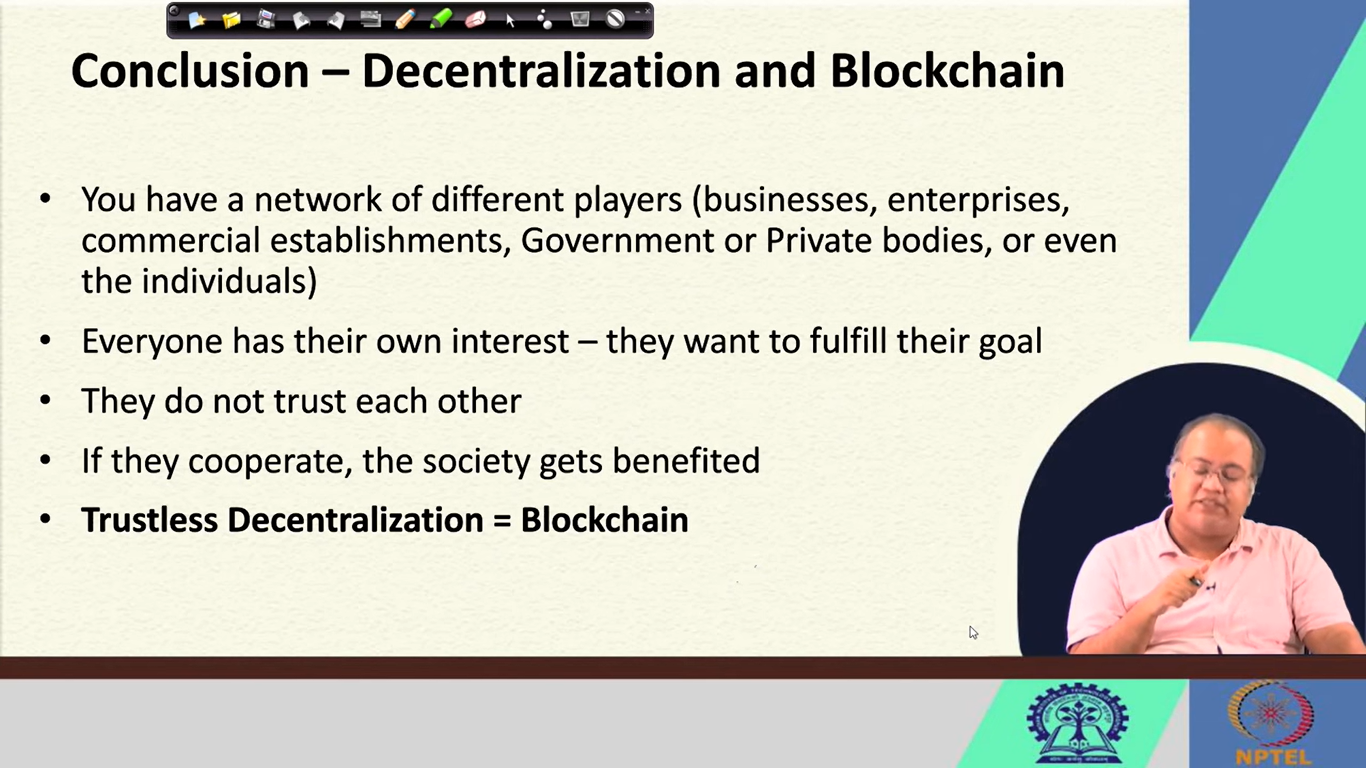 Conclusion – Decentralization and Blockchain
• You have a network of different players (businesses, enterprises,
commercial establishments, Government or Private bodies, or even
the individuals)
• Everyone has their own interest – they want to fulfill their goal
• They do not trust each other
• If they cooperate, the society gets benefited
• Trustless Decentralization = Blockchain
NPTEL